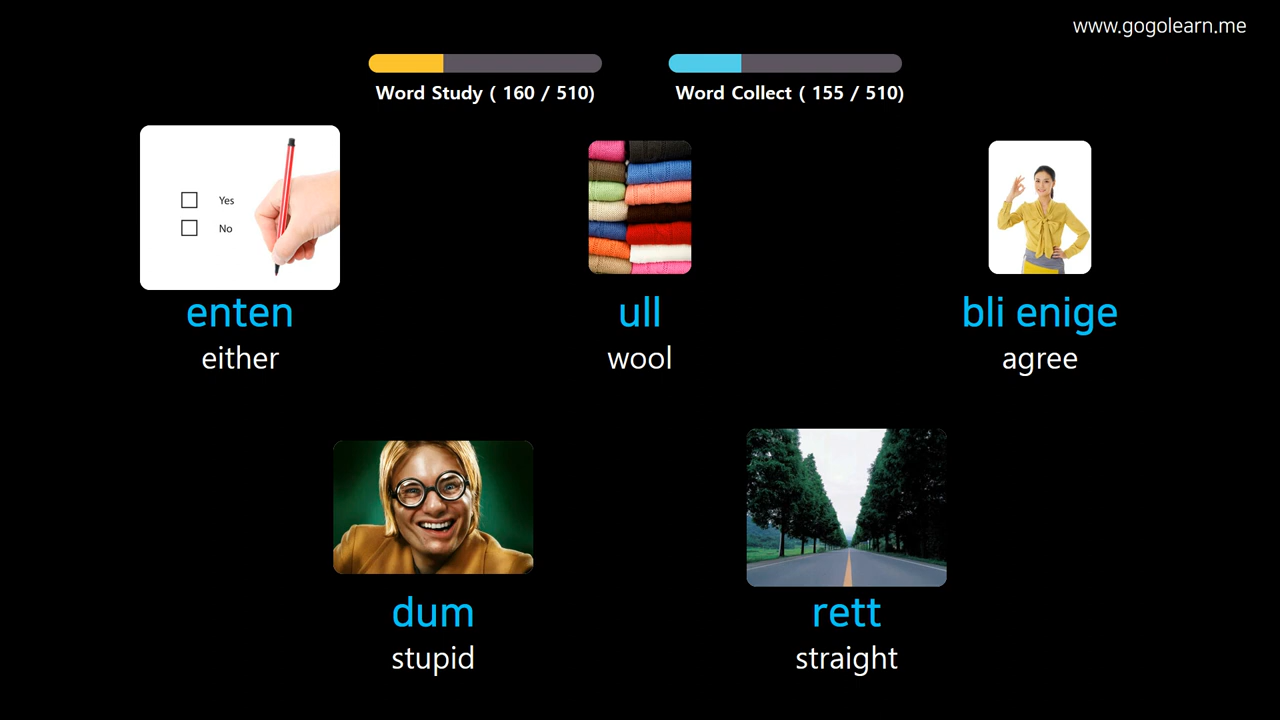 www.gogolearn.me
Word Study ( 160 / 510)
Word Collect ( 155 / 510)
Yes
No
enten
either
ull
wool
bli enige
agree
dum
stupid
rett
straight